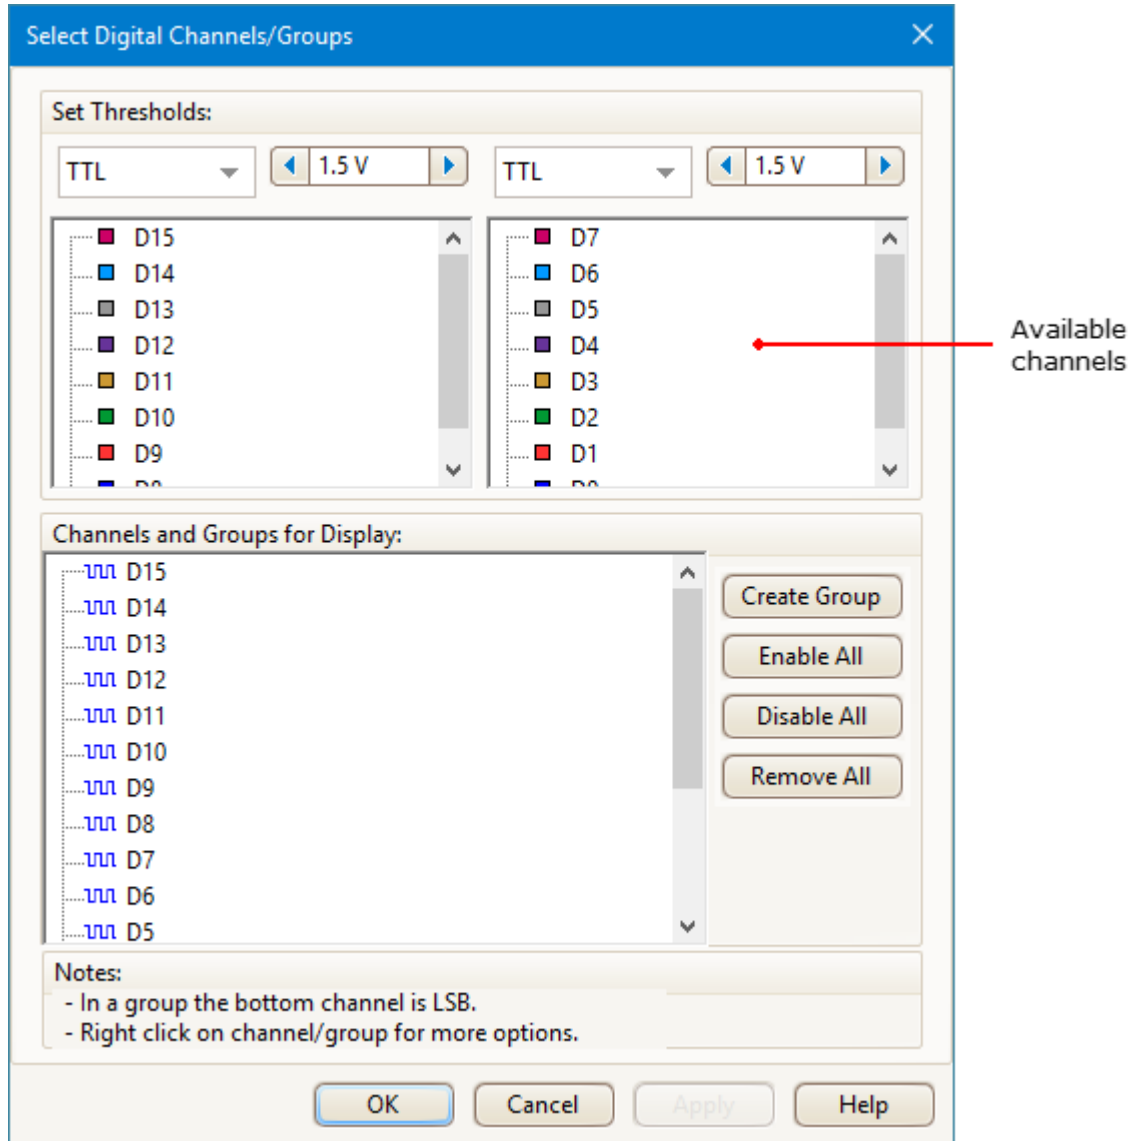 Select Digital Channels/Groups
Set Thresholds:
TTL 1.5 V TTL 1.5 V
D15 D7
D14 D6
D13 D5
D12 D4
D11 D3
D10 D2
D9 D1
Available
channels
Channels and Groups for Display:
D15
D14
D13
D12
D11
D10
D9
D8
D7
D6
D5
Create Group
Enable All
Disable All
Remove All
Notes:
- In a group the bottom channel is LSB.
- Right click on channel/group for more options.
OK Cancel Apply Help